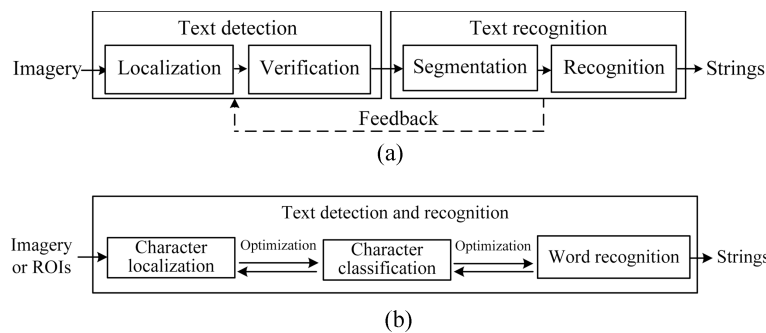 Text detection
Text recognition
Imagery
Localization
Verification
Segmentation
Recognition
Strings
Feedback
(a)
Text detection and recognition
Imagery
or ROIs
Character
localization
Optimization
Character
classification
Optimization
Word recognition
Strings
(b)